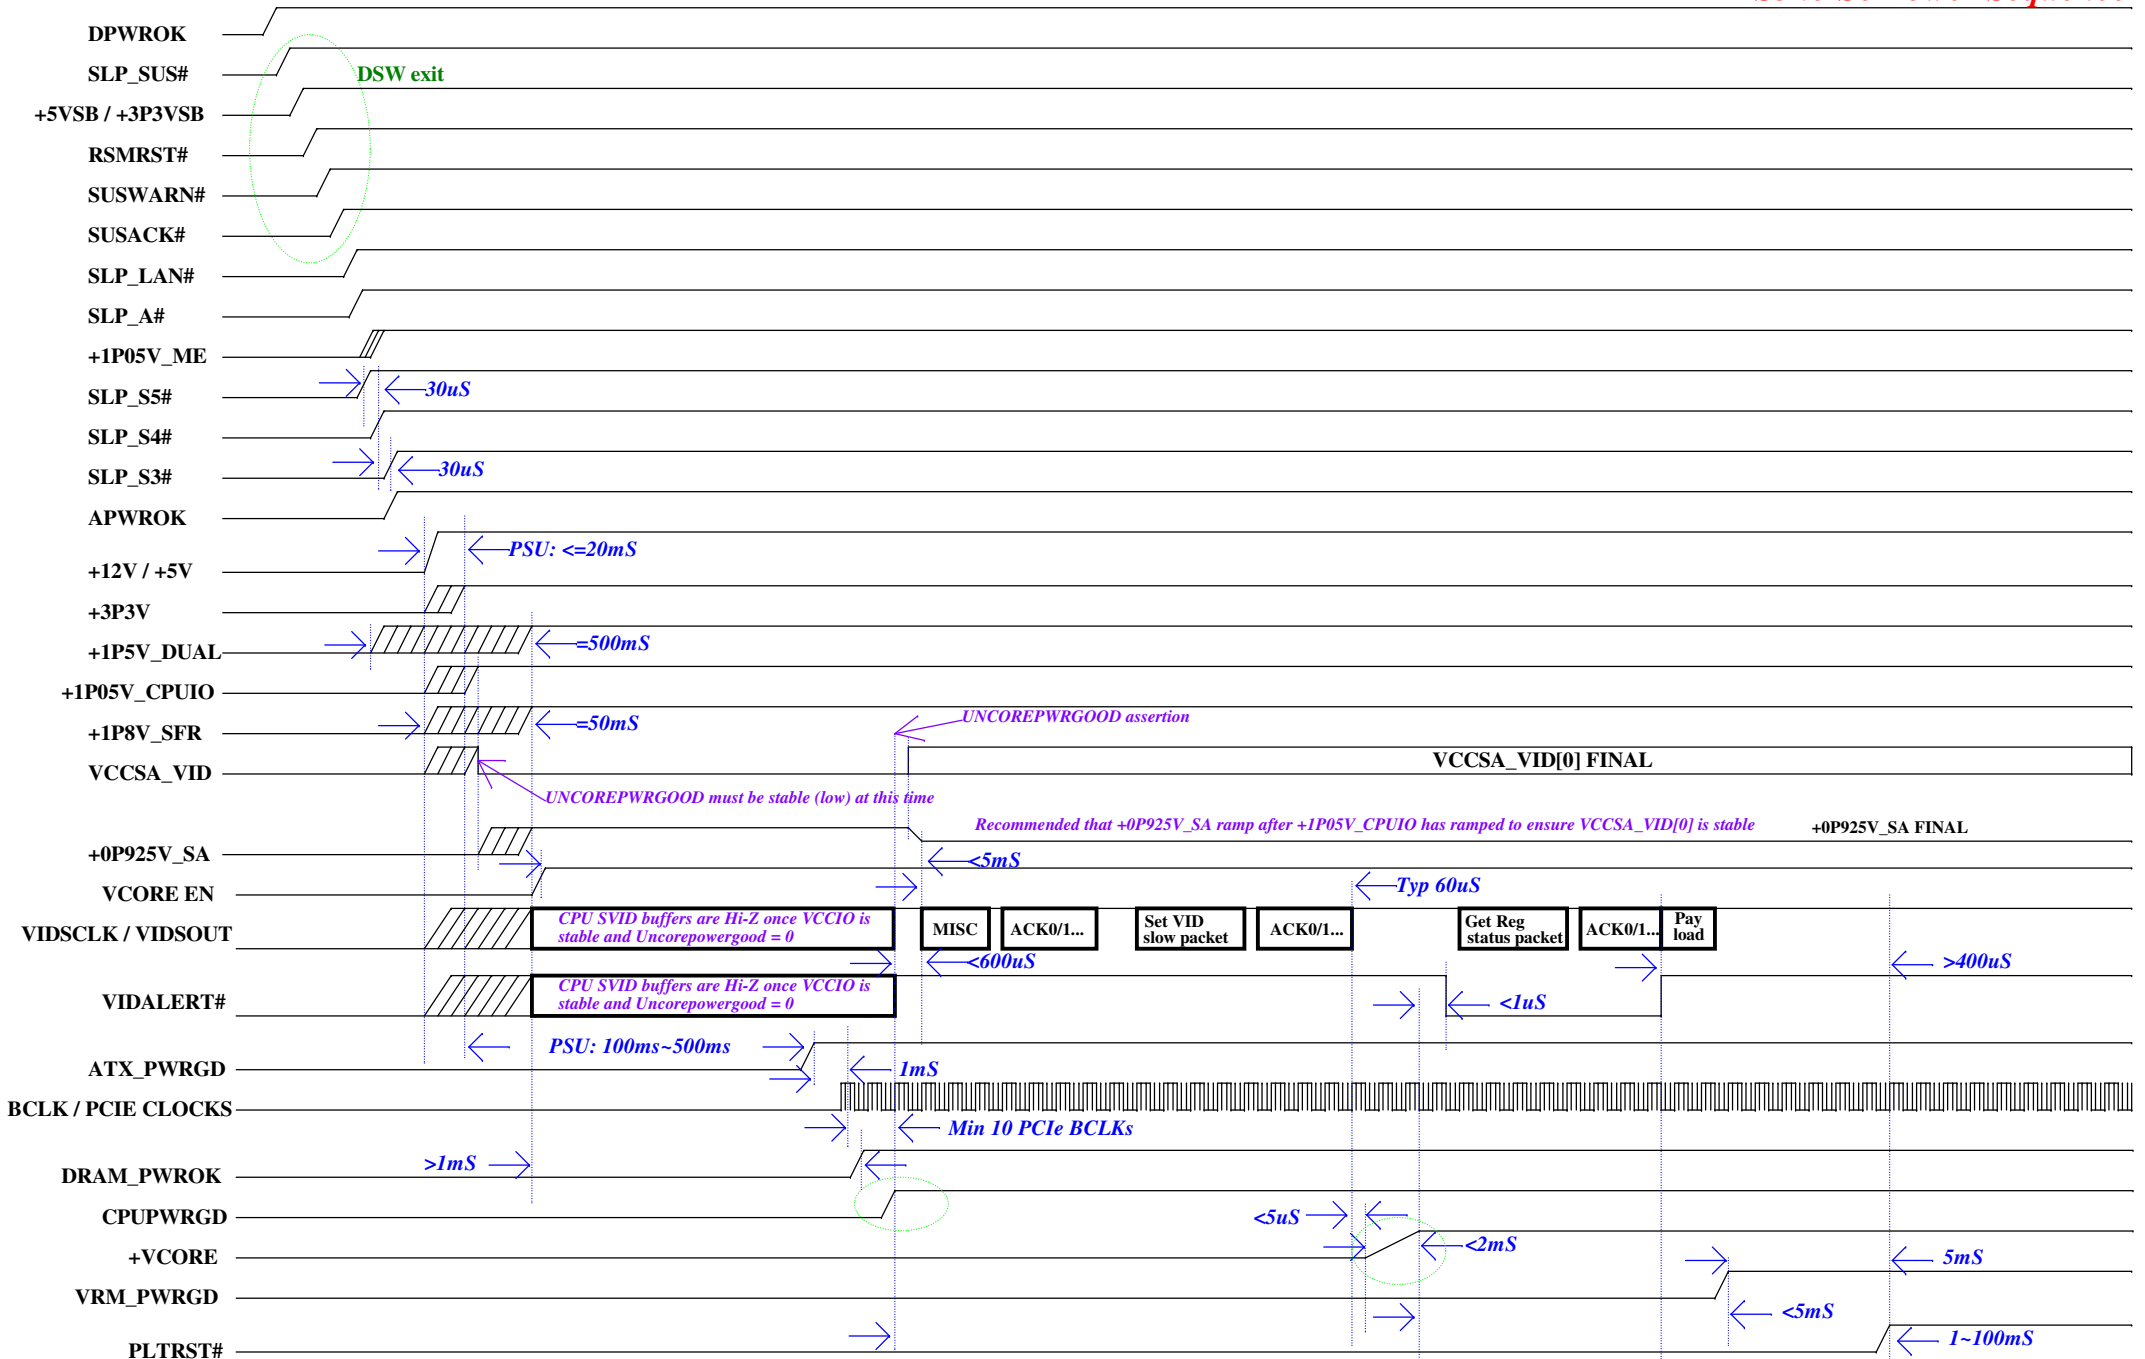 DPWROK
SLP_SUS#
DSW exit
+5VSB / +3P3VSB
RSMRST#
SUSWARN#
SUSACK#
SLP_LAN#
SLP_A#
+1P05V_ME
SLP_S5#
30uS
SLP_S4#
SLP_S3#
30uS
APWROK
+12V / +5V
PSU: <=20mS
+3P3V
+1P5V_DUAL
=500mS
+1P05V_CPUIO
+1P8V_SFR
=50mS
UNCOREPWRGOOD assertion
VCCSA_VID
VCCSA_VID[0] FINAL
UNCOREPWRGOOD must be stable (low) at this time
Recommended that +0P925V_SA ramp after +1P05V_CPUIO has ramped to ensure VCCSA_VID[0] is stable
+0P925V_SA FINAL
+0P925V_SA
<5mS
VCORE EN
Typ 60uS
VIDSCLK / VIDSOUT
CPU SVID buffers are Hi-Z once VCCIO is
stable and Uncorepowergood = 0
MISC
ACK0/1...
Set VID
slow packet
ACK0/1...
Get Reg
status packet
ACK0/1...
Pay
load
<600uS
>400uS
VIDALERT#
CPU SVID buffers are Hi-Z once VCCIO is
stable and Uncorepowergood = 0
<1uS
PSU: 100ms~500ms
ATX_PWRGD
1mS
BCLK / PCIE CLOCKS
Min 10 PCIe BCLKs
>1mS
DRAM_PWROK
CPUPWRGD
<5uS
+VCORE
<2mS
5mS
VRM_PWRGD
<5mS
PLTRST#
1~100mS